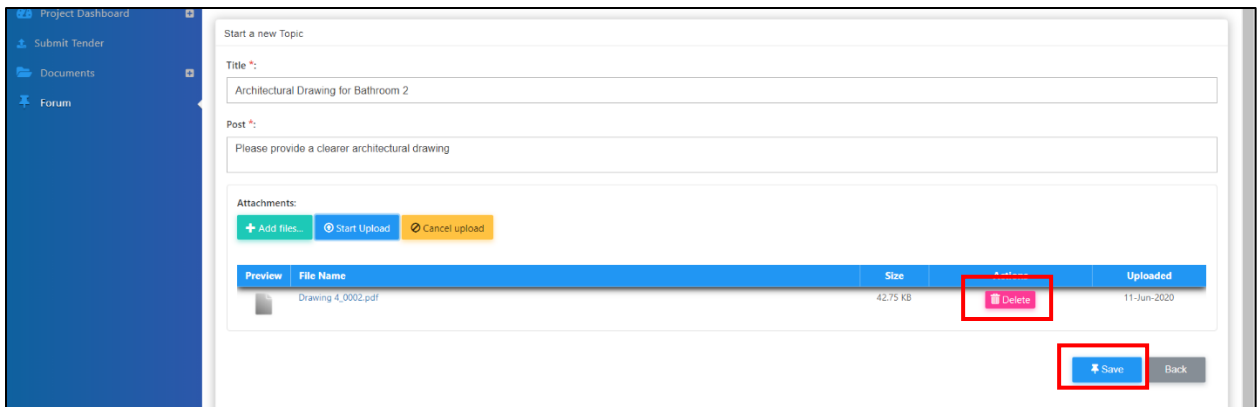 Project Dashboard
Submit Tender
Documents
Forum
Start a new Topic
Title *:
Architectural Drawing for Bathroom 2
Post *:
Please provide a clearer architectural drawing
Attachments:
Add files... Start Upload Cancel upload
Preview File Name Size Actions Uploaded
Drawing 4_0002.pdf 42.75 KB Delete 11-Jun-2020
Save Back